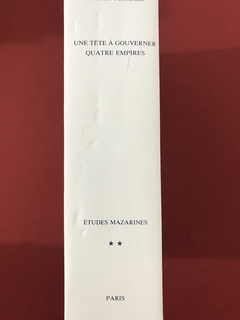 UNE TÊTE À GOUVERNER
QUATRE EMPIRES
ÉTUDES MAZARINES
★ ★
PARIS